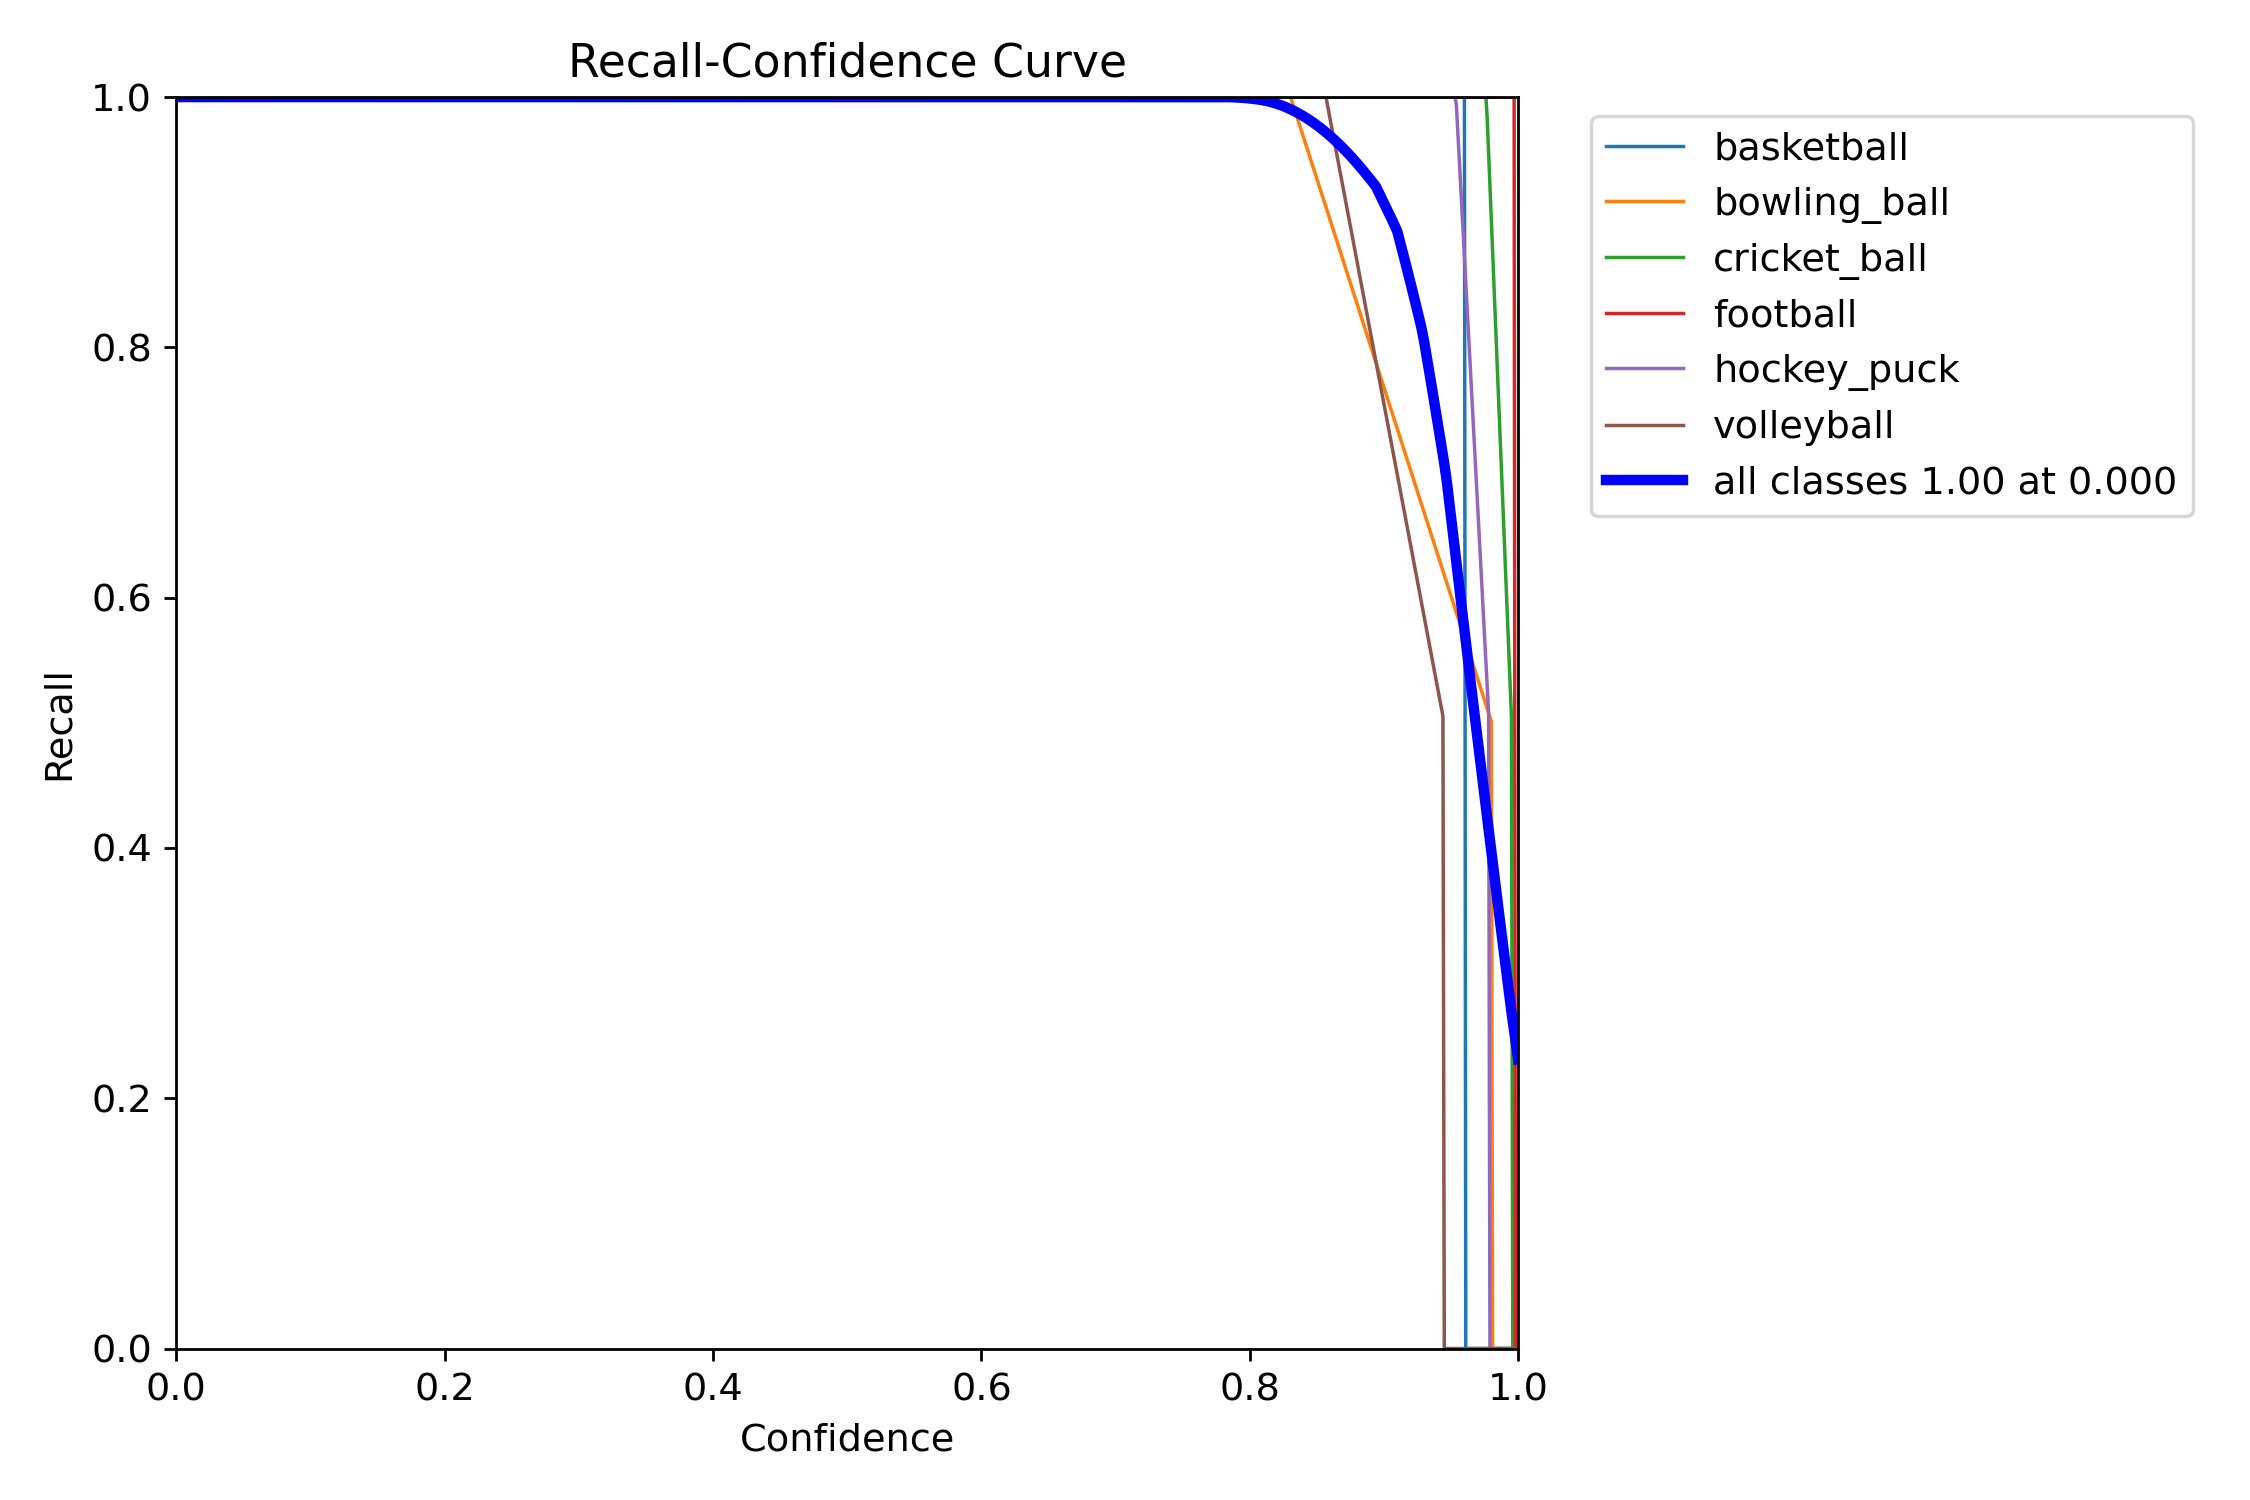 Recall-Confidence Curve
1.0
0.8
0.6
0.4
0.2
0.0
Recall
0.0 0.2 0.4 0.6 0.8 1.0
Confidence
basketball
bowling_ball
cricket_ball
football
hockey_puck
volleyball
all classes 1.00 at 0.000